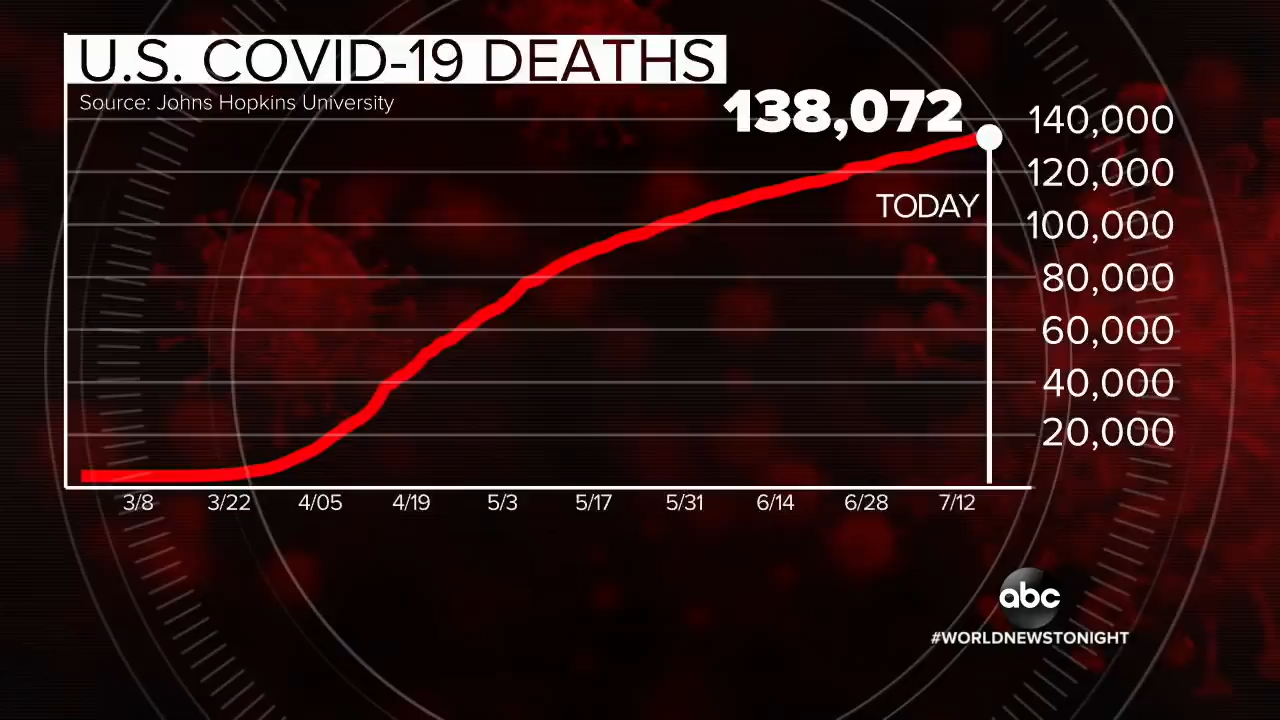 U.S. COVID-19 DEATHS
Source: Johns Hopkins University
138,072
TODAY
140,000
120,000
100,000
80,000
60,000
40,000
20,000
3/8 3/22 4/05 4/19 5/3 5/17 5/31 6/14 6/28 7/12
abc
#WORLDNEWSTONIGHT